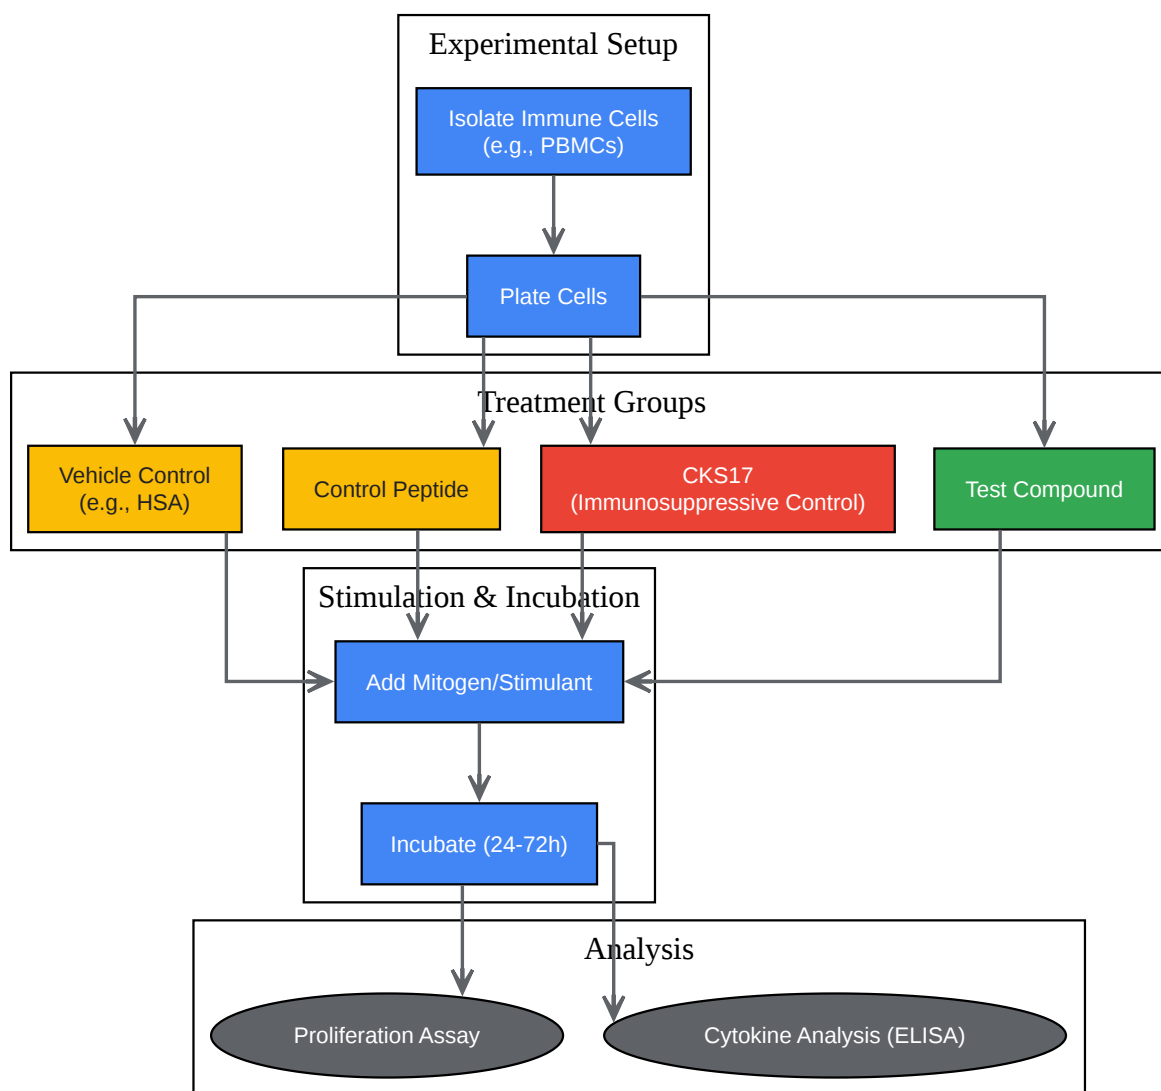 Experimental Setup
Isolate Immune Cells
(e.g., PBMCs)
Plate Cells
Treatment Groups
Vehicle Control
(e.g., HSA)
Control Peptide
CKS17
(Immunosuppressive Control)
Test Compound
Stimulation & Incubation
Add Mitogen/Stimulant
Incubate (24-72h)
Analysis
Proliferation Assay
Cytokine Analysis (ELISA)